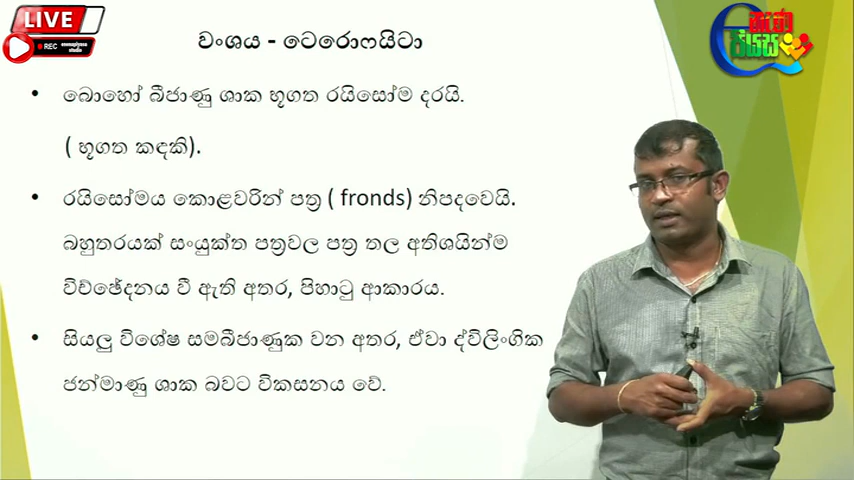 LIVE
REC
වංශය - ටෙරොෆයිටා
ගුණ
පියස
• බොහෝ බීජාණු ශාක භූගත රයිසෝම දරයි.
( භූගත කඳකි).
• රයිසෝමය කෙළවරින් පත්‍ර ( fronds) නිපදවෙයි.
බහුතරයක් සංයුක්ත පත්‍රවල පත්‍ර තල අතිශයින්ම
විච්ඡේදනය වී ඇති අතර, පිහාටු ආකාරය.
• සියලු විශේෂ සමබීජාණුක වන අතර, ඒවා ද්විලිංගික
ජන්මාණු ශාක බවට විකසනය වේ.